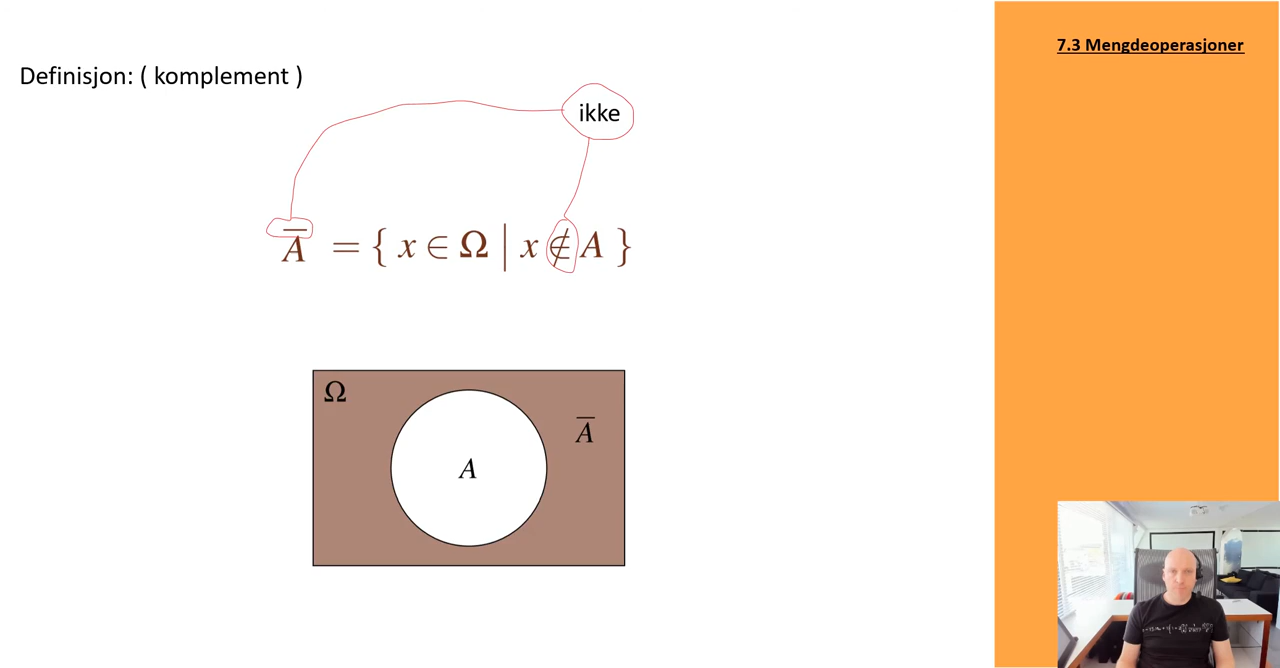 7.3 Mengdeoperasjoner
Definisjon: ( komplement )
ikke
A̅ = { x ∈ Ω | x ∉ A }
Ω
A̅
A